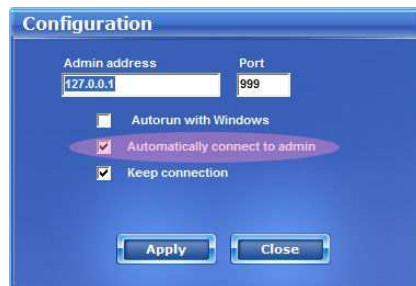 Configuration
Admin address Port
127.0.0.1 999
Autorun with Windows
Automatically connect to admin
Keep connection
Apply Close